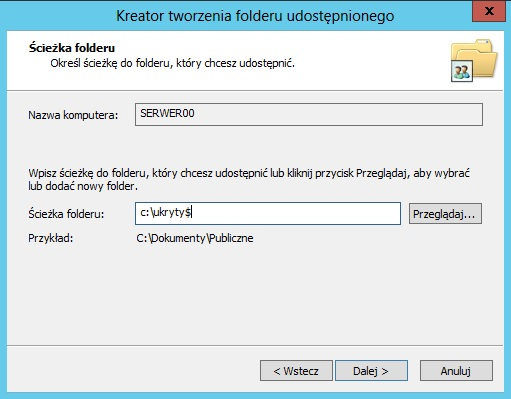 Kreator tworzenia folderu udostępnionego
x
Ścieżka folderu
Określ ścieżkę do folderu, który chcesz udostępnić.
Nazwa komputera: SERWER00
Wpisz ścieżkę do folderu, który chcesz udostępnić lub kliknij przycisk Przeglądaj, aby wybrać
lub dodać nowy folder.
Ścieżka folderu: c:\ukryty$ Przeglądaj...
Przykład: C:\Dokumenty\Publiczne
< Wstecz Dalej > Anuluj